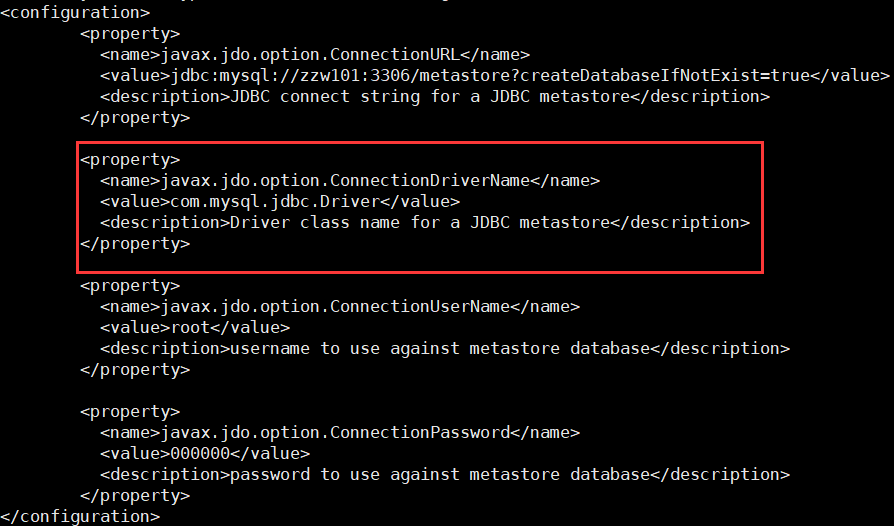 <configuration>
<property>
<name>javax.jdo.option.ConnectionURL</name>
<value>jdbc:mysql://zzw101:3306/metastore?createDatabaseIfNotExist=true</value>
<description>JDBC connect string for a JDBC metastore</description>
</property>
<property>
<name>javax.jdo.option.ConnectionDriverName</name>
<value>com.mysql.jdbc.Driver</value>
<description>Driver class name for a JDBC metastore</description>
</property>
<property>
<name>javax.jdo.option.ConnectionUserName</name>
<value>root</value>
<description>username to use against metastore database</description>
</property>
<property>
<name>javax.jdo.option.ConnectionPassword</name>
<value>000000</value>
<description>password to use against metastore database</description>
</property>
</configuration>